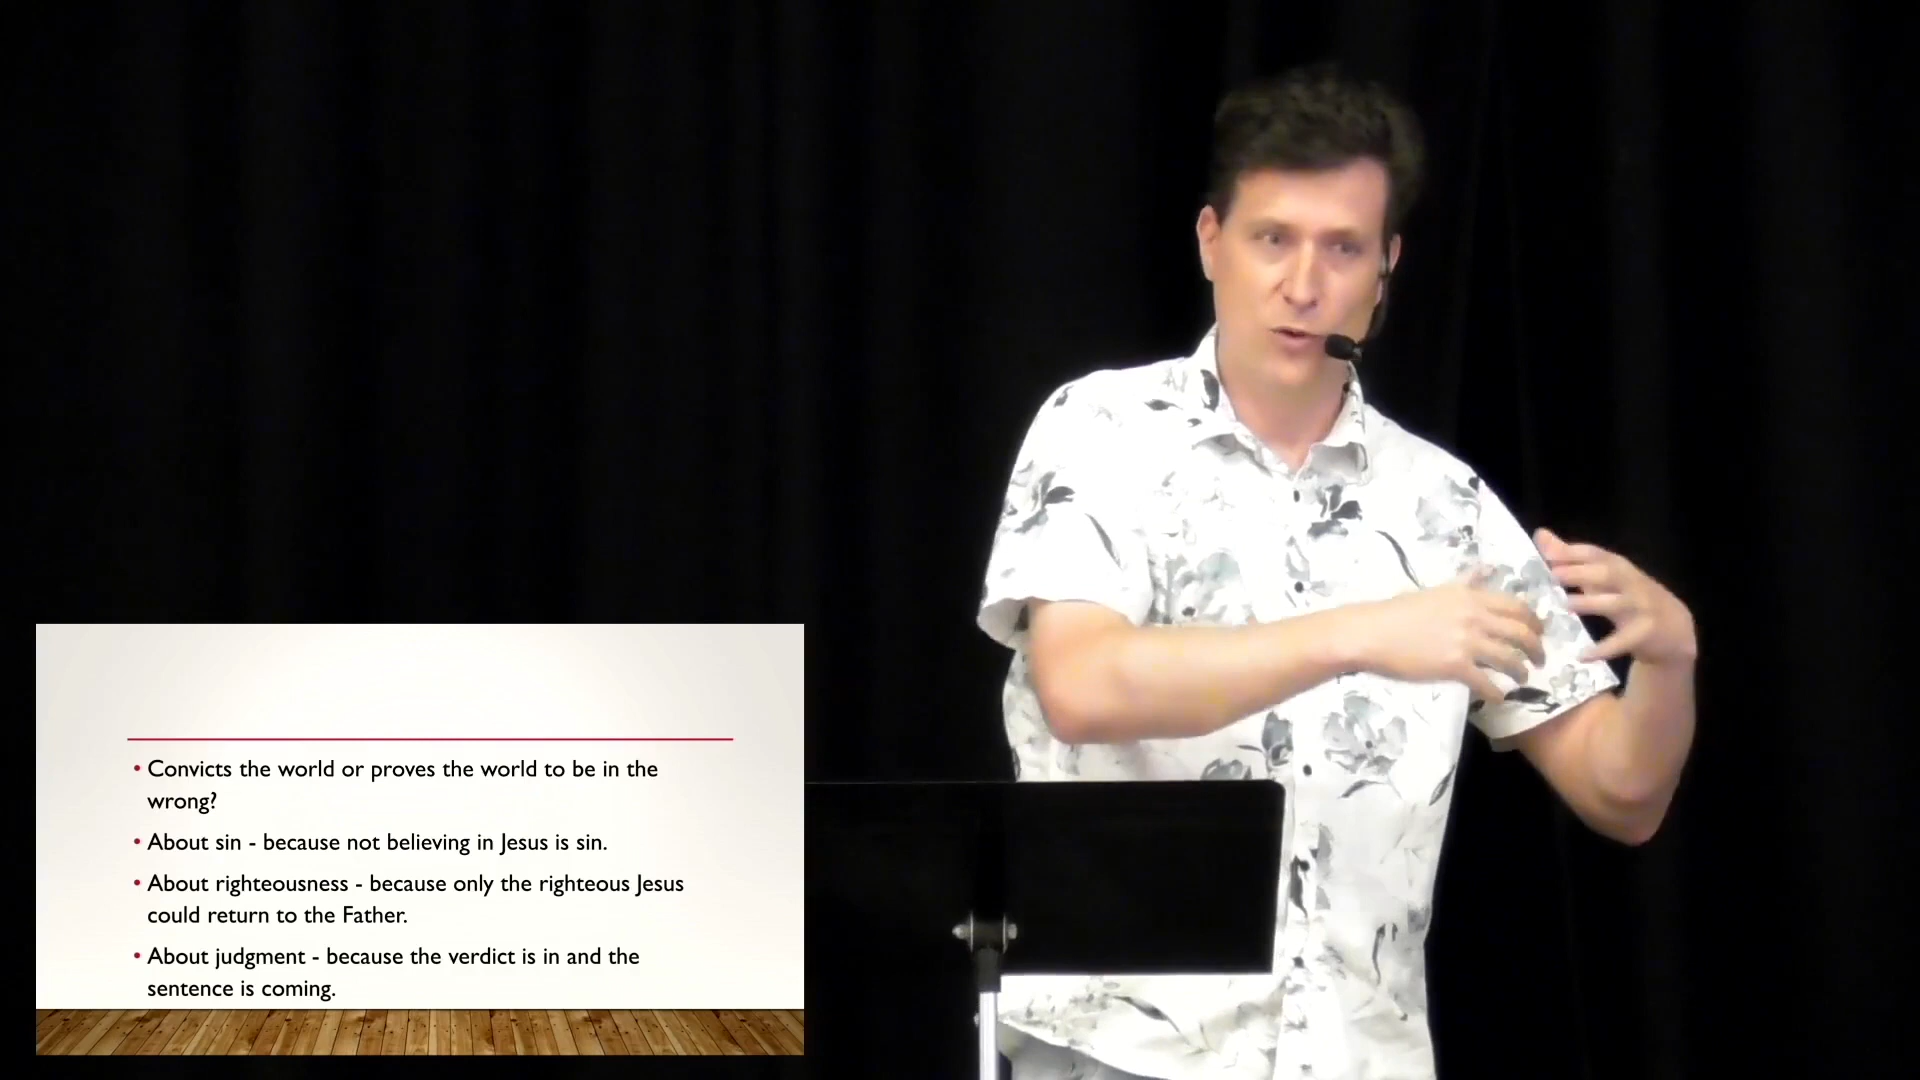 • Convicts the world or proves the world to be in the
wrong?
• About sin - because not believing in Jesus is sin.
• About righteousness - because only the righteous Jesus
could return to the Father.
• About judgment - because the verdict is in and the
sentence is coming.